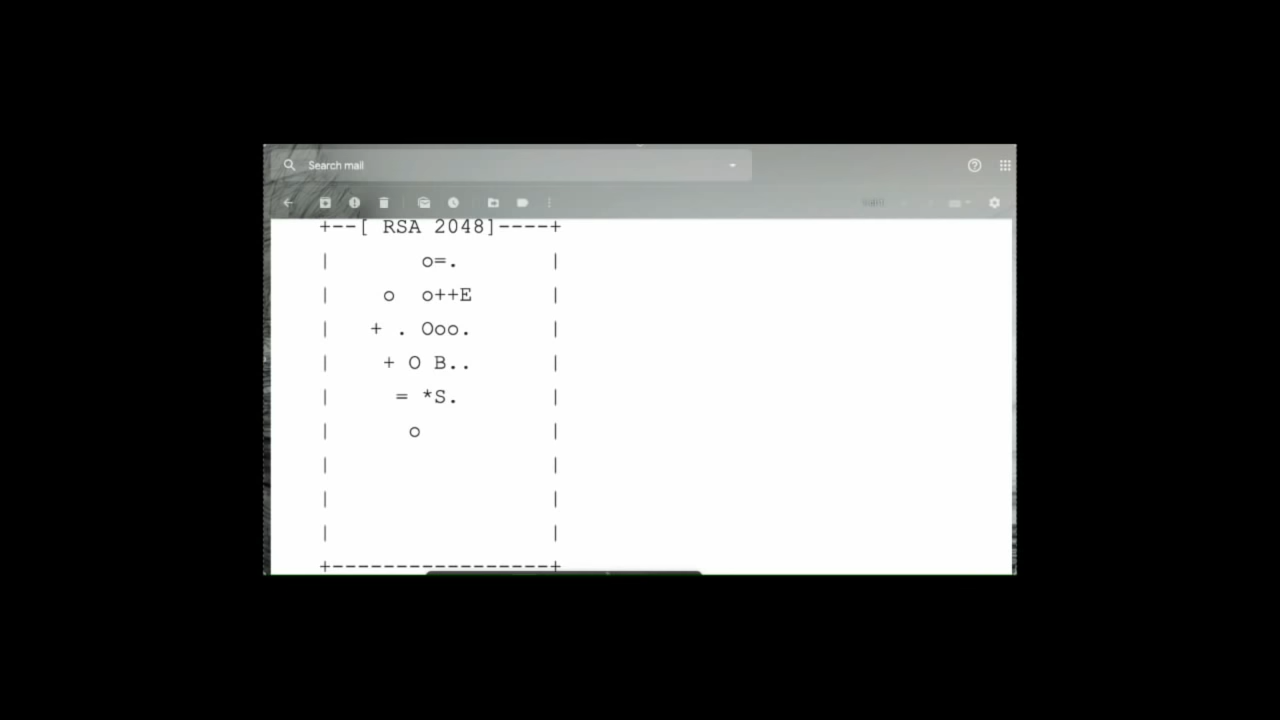 Search mail
+--[ RSA 2048]----+
|       o=.       |
|    o  o++E      |
|   + . Ooo.      |
|    + O B..      |
|     = *S.       |
|      o          |
|                 |
|                 |
|                 |
+-----------------+